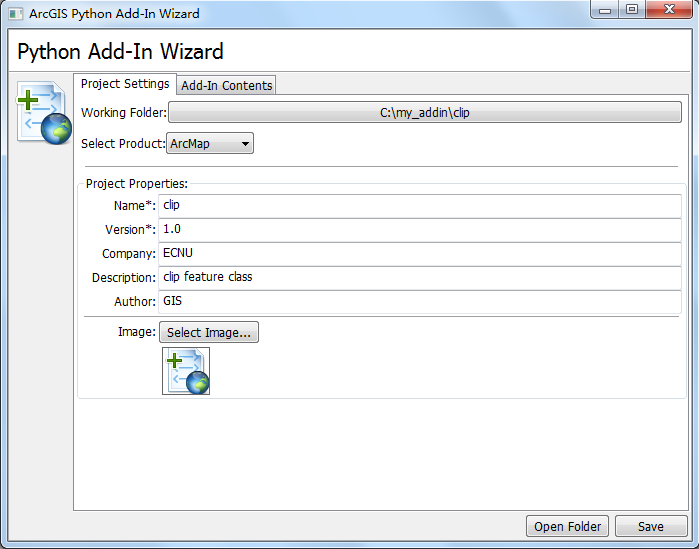 ArcGIS Python Add-In Wizard
Python Add-In Wizard
Project Settings Add-In Contents
Working Folder: C:\my_addin\clip
Select Product: ArcMap
Project Properties:
Name*: clip
Version*: 1.0
Company: ECNU
Description: clip feature class
Author: GIS
Image: Select Image...
Open Folder Save